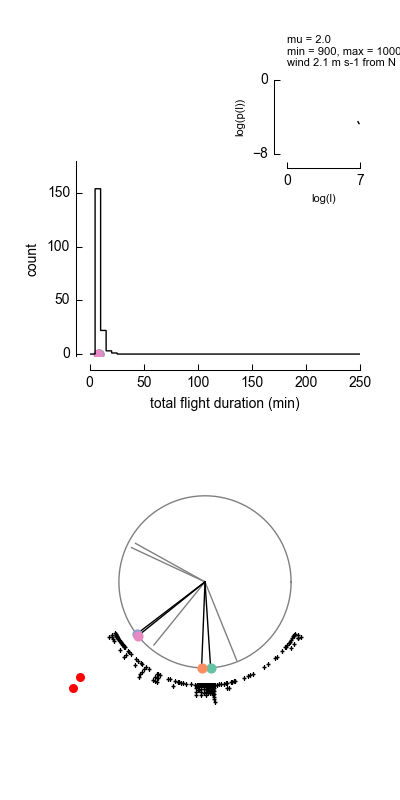 mu = 2.0
min = 900, max = 1000
wind 2.1 m s-1 from N
0
log(p(l))
−8
0
7
log(l)
150
count
100
50
0
0
50
100
150
200
250
total flight duration (min)